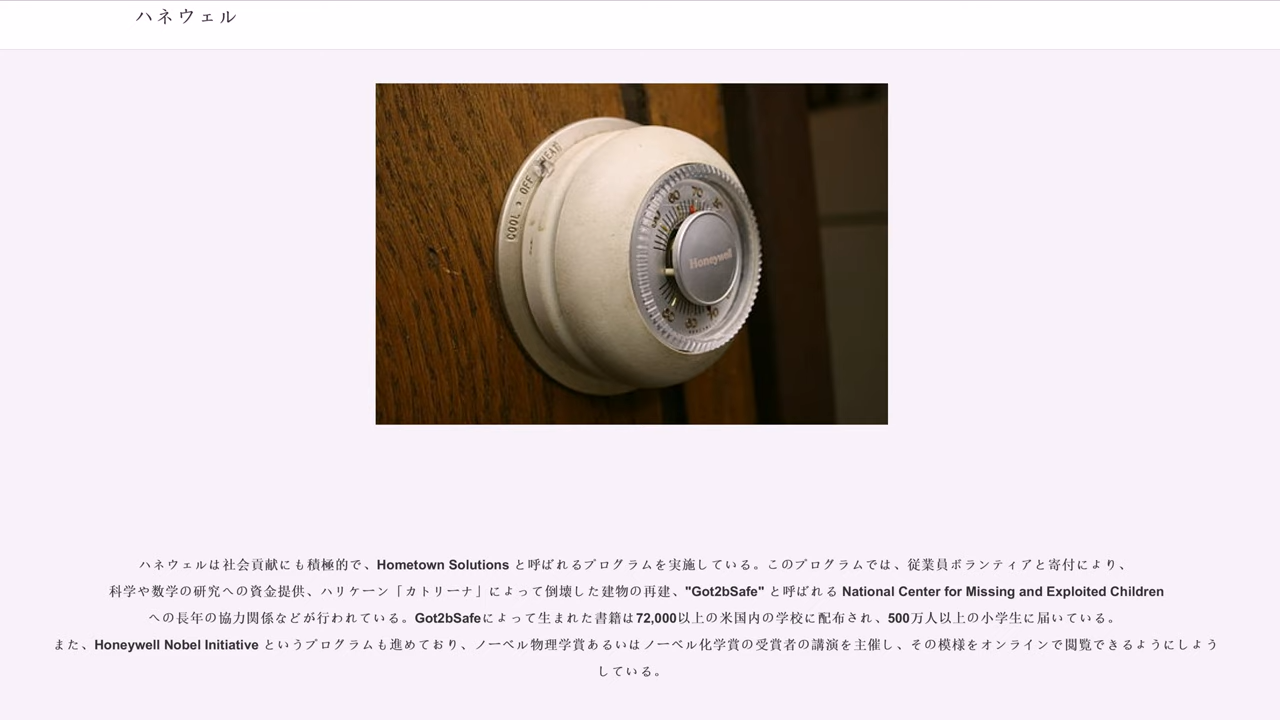 ハネウェル
COOL OFF HEAT
60 70
Honeywell
70
ハネウェルは社会貢献にも積極的で、Hometown Solutions と呼ばれるプログラムを実施している。このプログラムでは、従業員ボランティアと寄付により、
科学や数学の研究への資金提供、ハリケーン「カトリーナ」によって倒壊した建物の再建、"Got2bSafe" と呼ばれる National Center for Missing and Exploited Children
への長年の協力関係などが行われている。Got2bSafeによって生まれた書籍は72,000以上の米国内の学校に配布され、500万人以上の小学生に届いている。
また、Honeywell Nobel Initiative というプログラムも進めており、ノーベル物理学賞あるいはノーベル化学賞の受賞者の講演を主催し、その模様をオンラインで閲覧できるようにしよう
している。